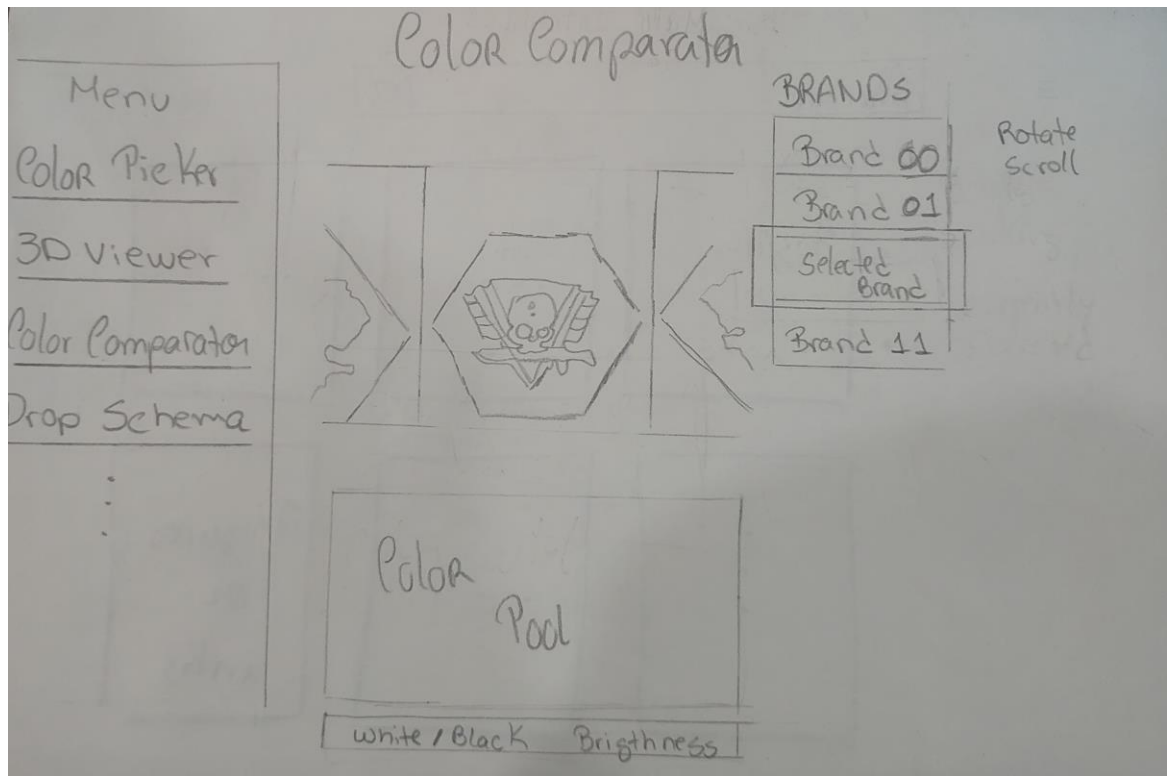 Color Comparator
Menu
Color Picker
3D Viewer
Color Comparator
Drop Schema
BRANDS
Brand 00
Brand 01
Selected
Brand
Brand 11
Rotate
Scroll
Color
Pool
White / Black Brigthness